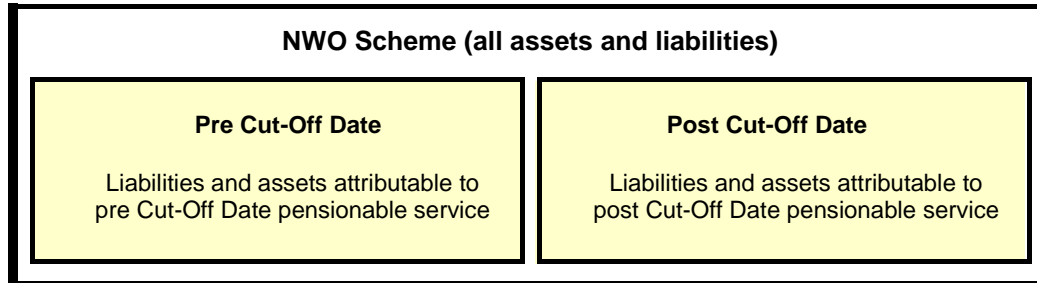 NWO Scheme (all assets and liabilities)
Pre Cut-Off Date
Liabilities and assets attributable to
pre Cut-Off Date pensionable service
Post Cut-Off Date
Liabilities and assets attributable to
post Cut-Off Date pensionable service